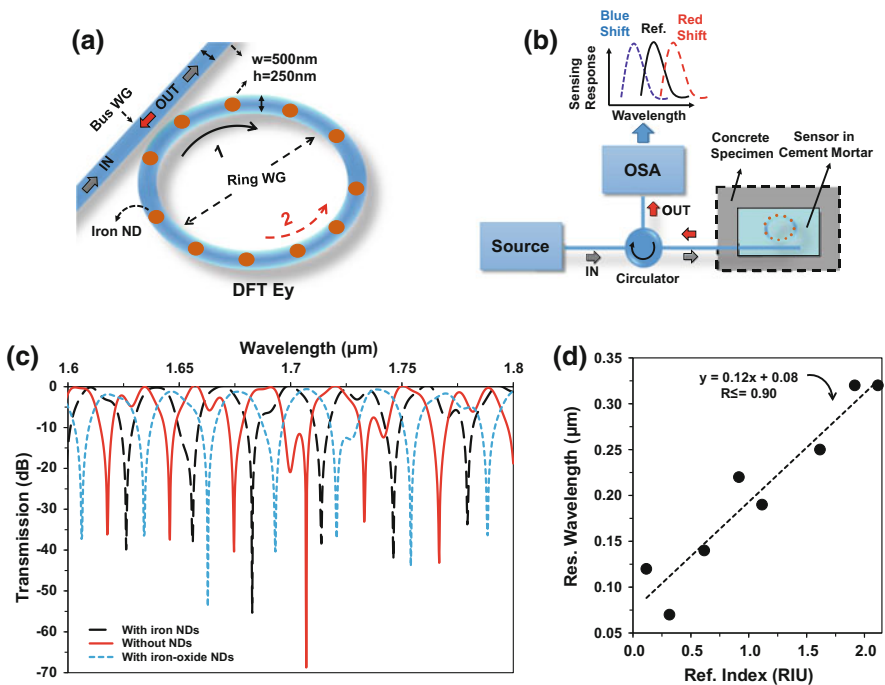 (a)
w=500nm
h=250nm
Bus WG
OUT
IN
1
Ring WG
2
Iron ND
DFT Ey
(b)
Blue Shift
Ref.
Red Shift
Sensing Response
Wavelength
OSA
Concrete Specimen
Sensor in Cement Mortar
OUT
Source
IN
Circulator
(c)
Wavelength (µm)
1.6 1.65 1.7 1.75 1.8
Transmission (dB)
0
-10
-20
-30
-40
-50
-60
-70
With iron NDs
Without NDs
With iron-oxide NDs
(d)
Res. Wavelength (µm)
0.35
0.30
0.25
0.20
0.15
0.10
0.05
y = 0.12x + 0.08
R≤= 0.90
0.0 0.5 1.0 1.5 2.0
Ref. Index (RIU)